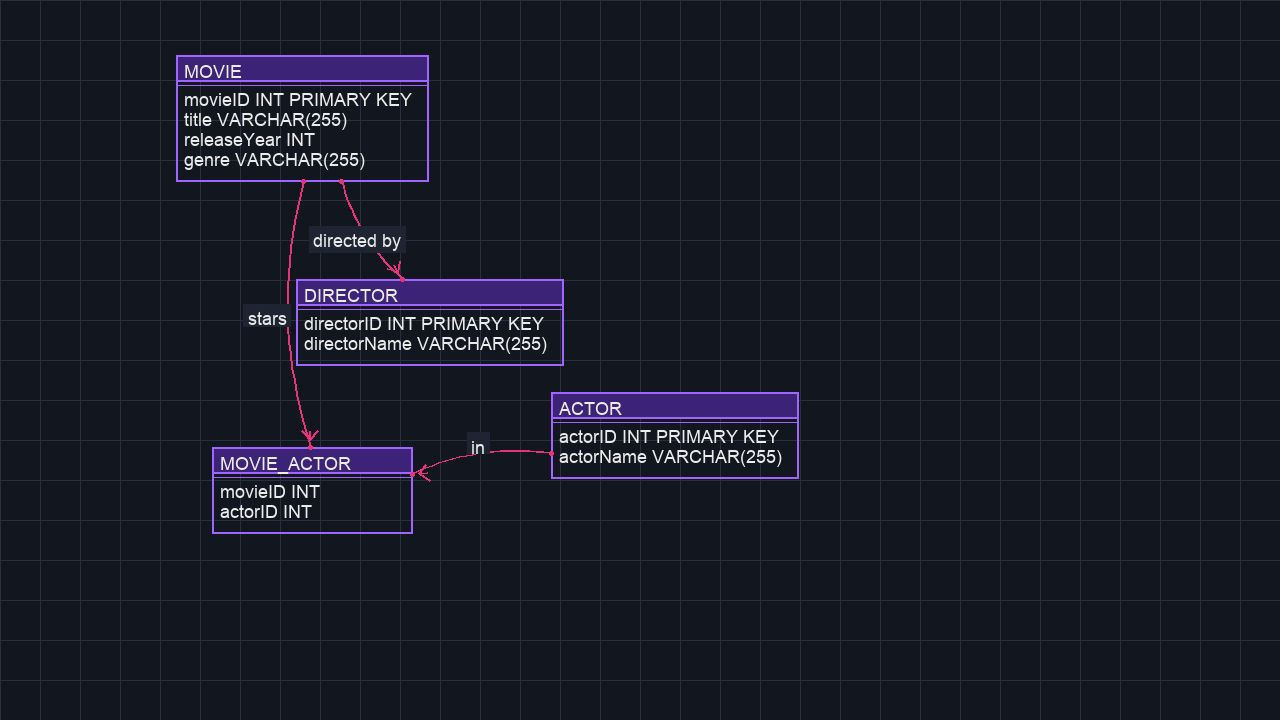 MOVIE
movieID INT PRIMARY KEY
title VARCHAR(255)
releaseYear INT
genre VARCHAR(255)
directed by
DIRECTOR
directorID INT PRIMARY KEY
directorName VARCHAR(255)
stars
ACTOR
actorID INT PRIMARY KEY
actorName VARCHAR(255)
in
MOVIE_ACTOR
movieID INT
actorID INT